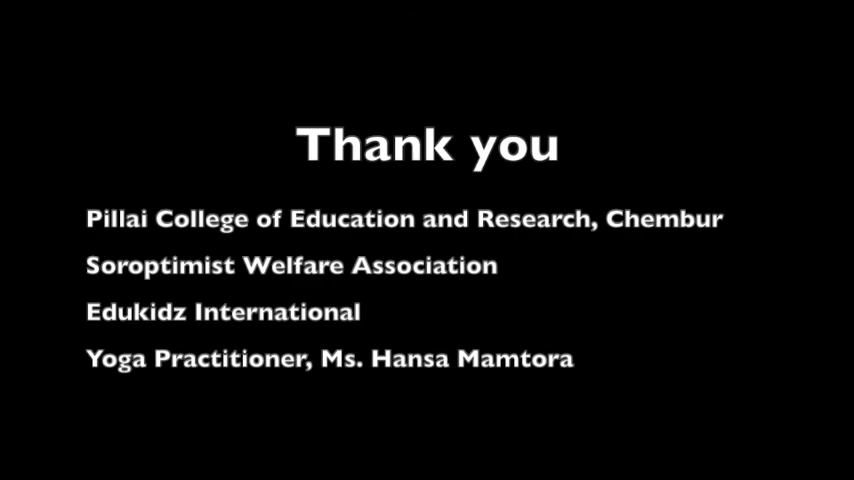 Thank you
Pillai College of Education and Research, Chembur
Soroptimist Welfare Association
Edukidz International
Yoga Practitioner, Ms. Hansa Mamtora